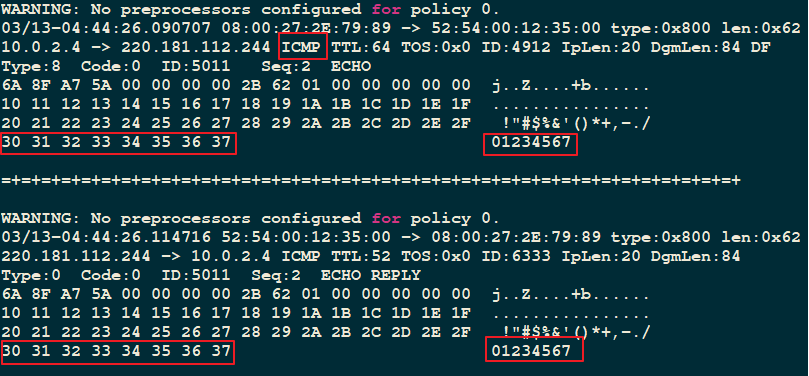 WARNING: No preprocessors configured for policy 0.
03/13-04:44:26.090707 08:00:27:2E:79:89 -> 52:54:00:12:35:00 type:0x800 len:0x62
10.0.2.4 -> 220.181.112.244 ICMP TTL:64 TOS:0x0 ID:4912 IpLen:20 DgmLen:84 DF
Type:8  Code:0  ID:5011   Seq:2  ECHO
6A 8F A7 5A 00 00 00 00 2B 62 01 00 00 00 00 00  j..Z....+b......
10 11 12 13 14 15 16 17 18 19 1A 1B 1C 1D 1E 1F  ................
20 21 22 23 24 25 26 27 28 29 2A 2B 2C 2D 2E 2F   !"#$%&'()*+,-./
30 31 32 33 34 35 36 37                          01234567
=+=+=+=+=+=+=+=+=+=+=+=+=+=+=+=+=+=+=+=+=+=+=+=+=+=+=+=+=+=+=+=+=+=+=+=+=+
WARNING: No preprocessors configured for policy 0.
03/13-04:44:26.114716 52:54:00:12:35:00 -> 08:00:27:2E:79:89 type:0x800 len:0x62
220.181.112.244 -> 10.0.2.4 ICMP TTL:52 TOS:0x0 ID:6333 IpLen:20 DgmLen:84
Type:0  Code:0  ID:5011  Seq:2  ECHO REPLY
6A 8F A7 5A 00 00 00 00 2B 62 01 00 00 00 00 00  j..Z....+b......
10 11 12 13 14 15 16 17 18 19 1A 1B 1C 1D 1E 1F  ................
20 21 22 23 24 25 26 27 28 29 2A 2B 2C 2D 2E 2F   !"#$%&'()*+,-./
30 31 32 33 34 35 36 37                          01234567